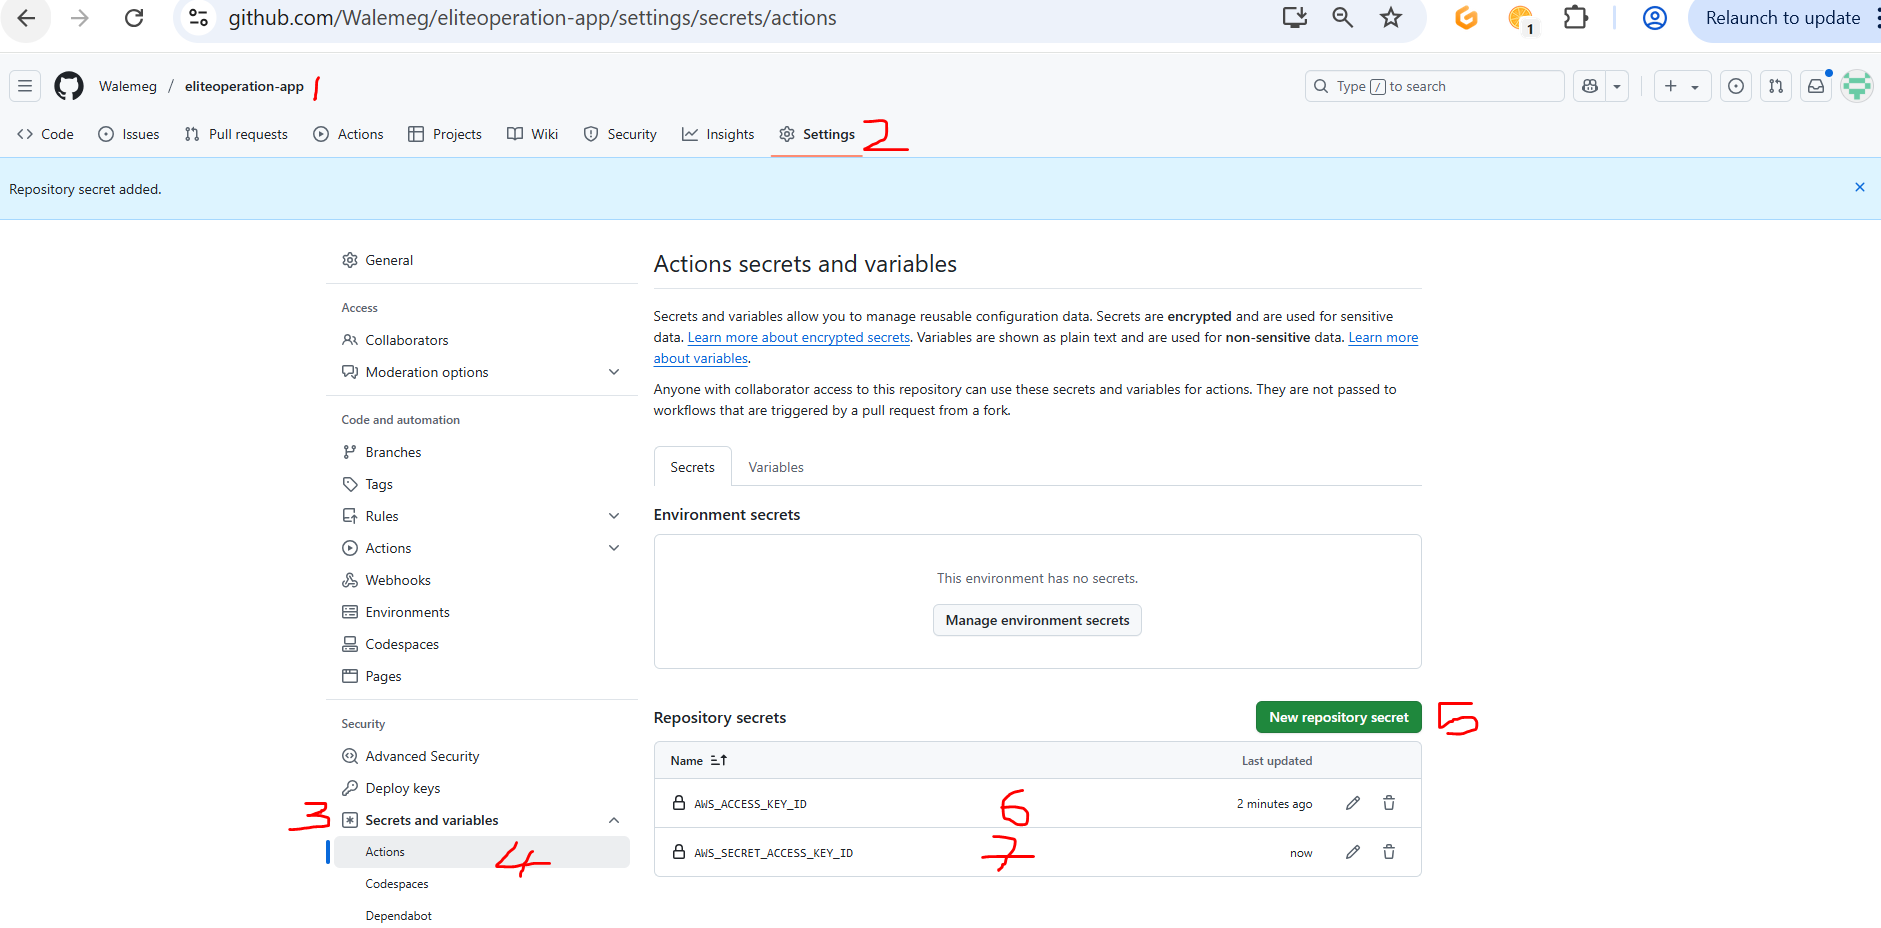 github.com/Walemeg/eliteoperation-app/settings/secrets/actions
1
Relaunch to update
Walemeg / eliteoperation-app 1
Type / to search
Code Issues Pull requests Actions Projects Wiki Security Insights Settings 2
Repository secret added.
General
Access
Collaborators
Moderation options
Code and automation
Branches
Tags
Rules
Actions
Webhooks
Environments
Codespaces
Pages
Security
Advanced Security
Deploy keys
3 Secrets and variables
Actions 4
Codespaces
Dependabot
Actions secrets and variables
Secrets and variables allow you to manage reusable configuration data. Secrets are encrypted and are used for sensitive
data. Learn more about encrypted secrets. Variables are shown as plain text and are used for non-sensitive data. Learn more
about variables.
Anyone with collaborator access to this repository can use these secrets and variables for actions. They are not passed to
workflows that are triggered by a pull request from a fork.
Secrets Variables
Environment secrets
This environment has no secrets.
Manage environment secrets
Repository secrets New repository secret 5
Name Last updated
AWS_ACCESS_KEY_ID 6 2 minutes ago
AWS_SECRET_ACCESS_KEY_ID 7 now